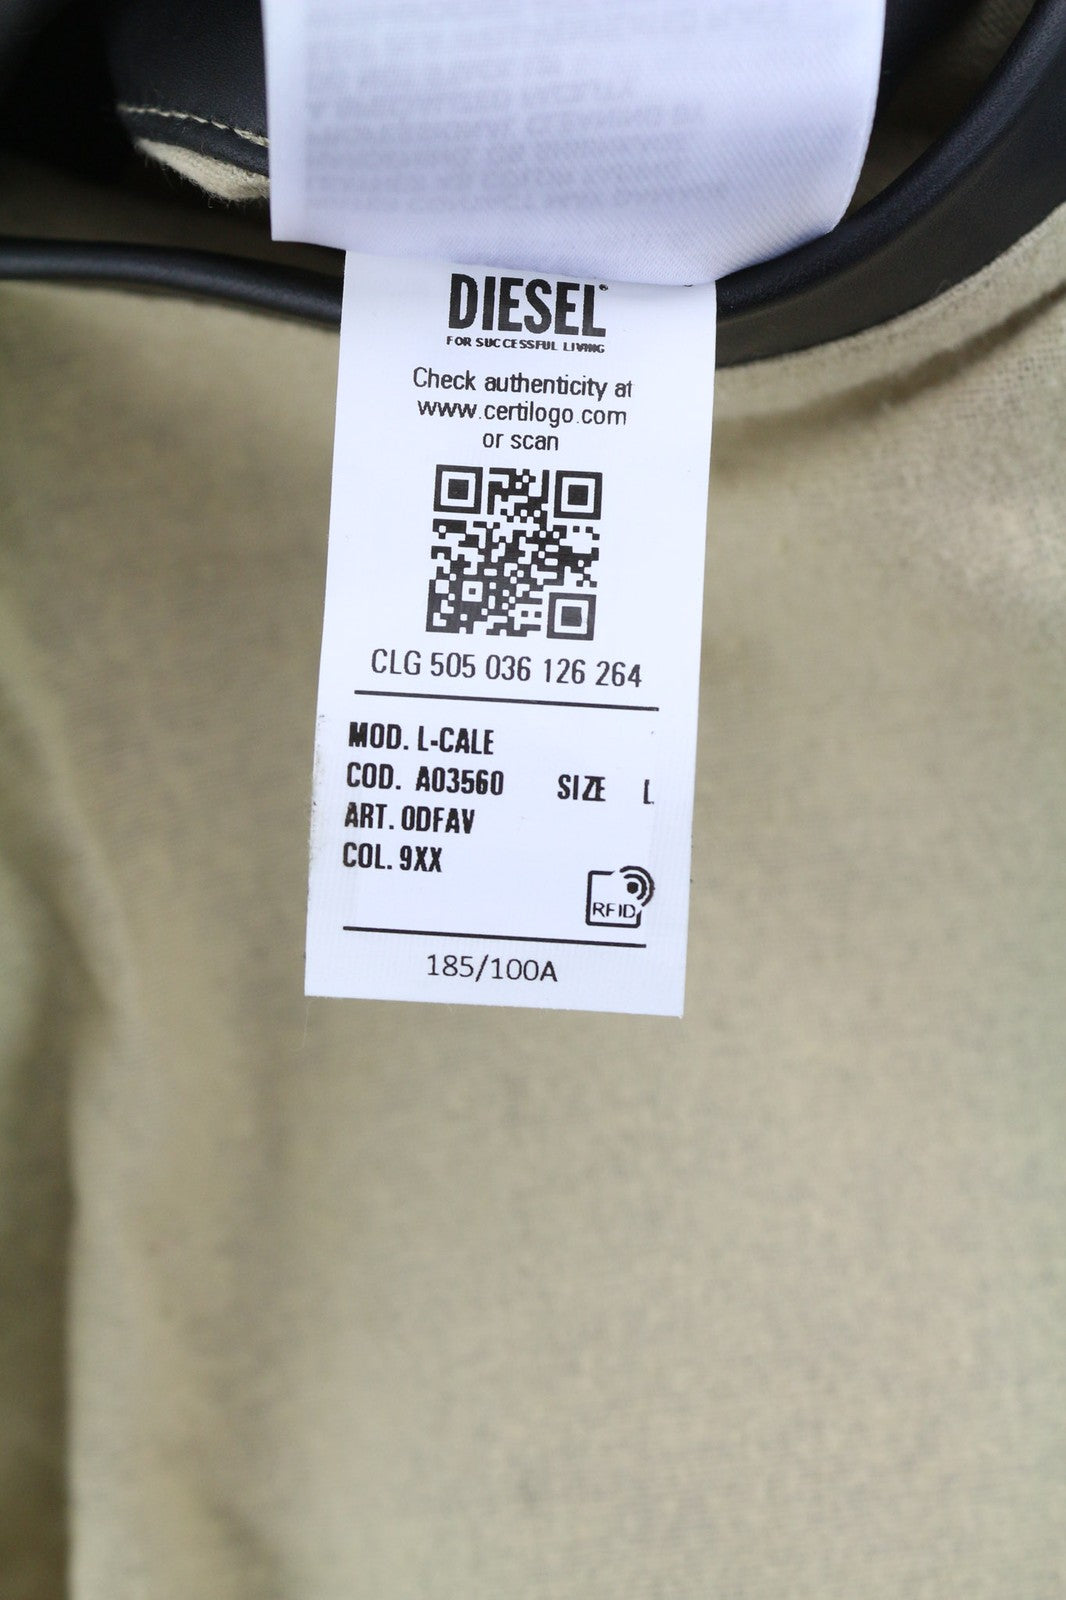 DIESEL
FOR SUCCESSFUL LIVING
Check authenticity at
www.certilogo.com
or scan
CLG 505 036 126 264
MOD. L-CALE
COD. A03560 SIZE L
ART. 0DFAV
COL. 9XX
RFID
185/100A